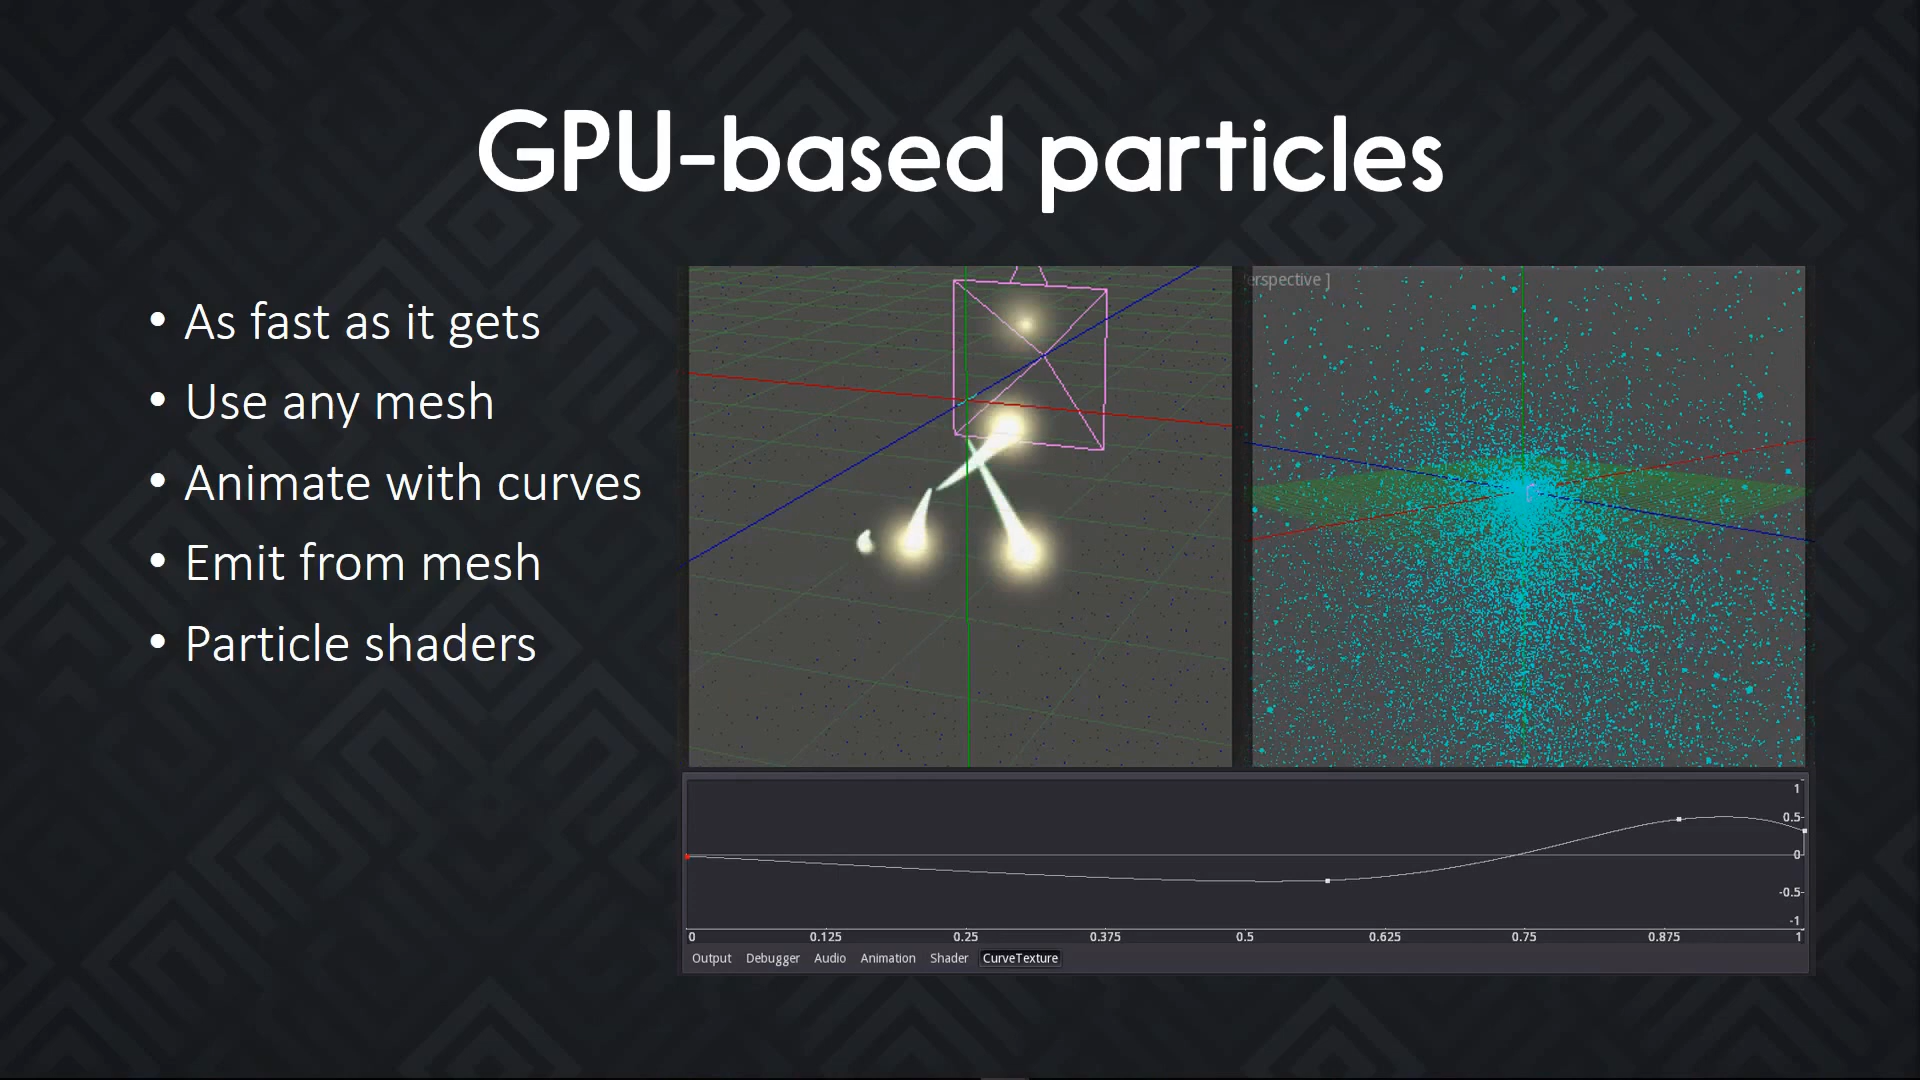 GPU-based particles
• As fast as it gets
• Use any mesh
• Animate with curves
• Emit from mesh
• Particle shaders
erspective ]
1
0.5
0
-0.5
-1
0 0.125 0.25 0.375 0.5 0.625 0.75 0.875 1
Output Debugger Audio Animation Shader CurveTexture